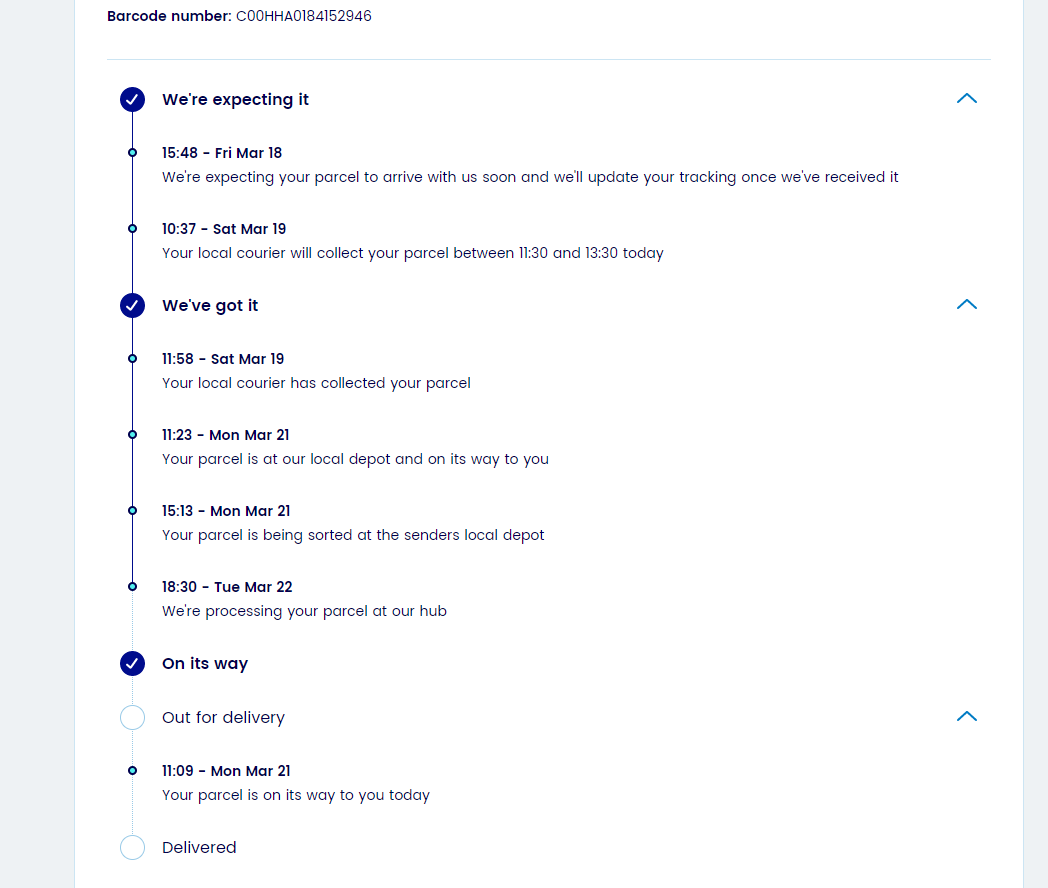 Barcode number: C00HHA0184152946
We're expecting it
15:48 - Fri Mar 18
We're expecting your parcel to arrive with us soon and we'll update your tracking once we've received it
10:37 - Sat Mar 19
Your local courier will collect your parcel between 11:30 and 13:30 today
We've got it
11:58 - Sat Mar 19
Your local courier has collected your parcel
11:23 - Mon Mar 21
Your parcel is at our local depot and on its way to you
15:13 - Mon Mar 21
Your parcel is being sorted at the senders local depot
18:30 - Tue Mar 22
We're processing your parcel at our hub
On its way
Out for delivery
11:09 - Mon Mar 21
Your parcel is on its way to you today
Delivered